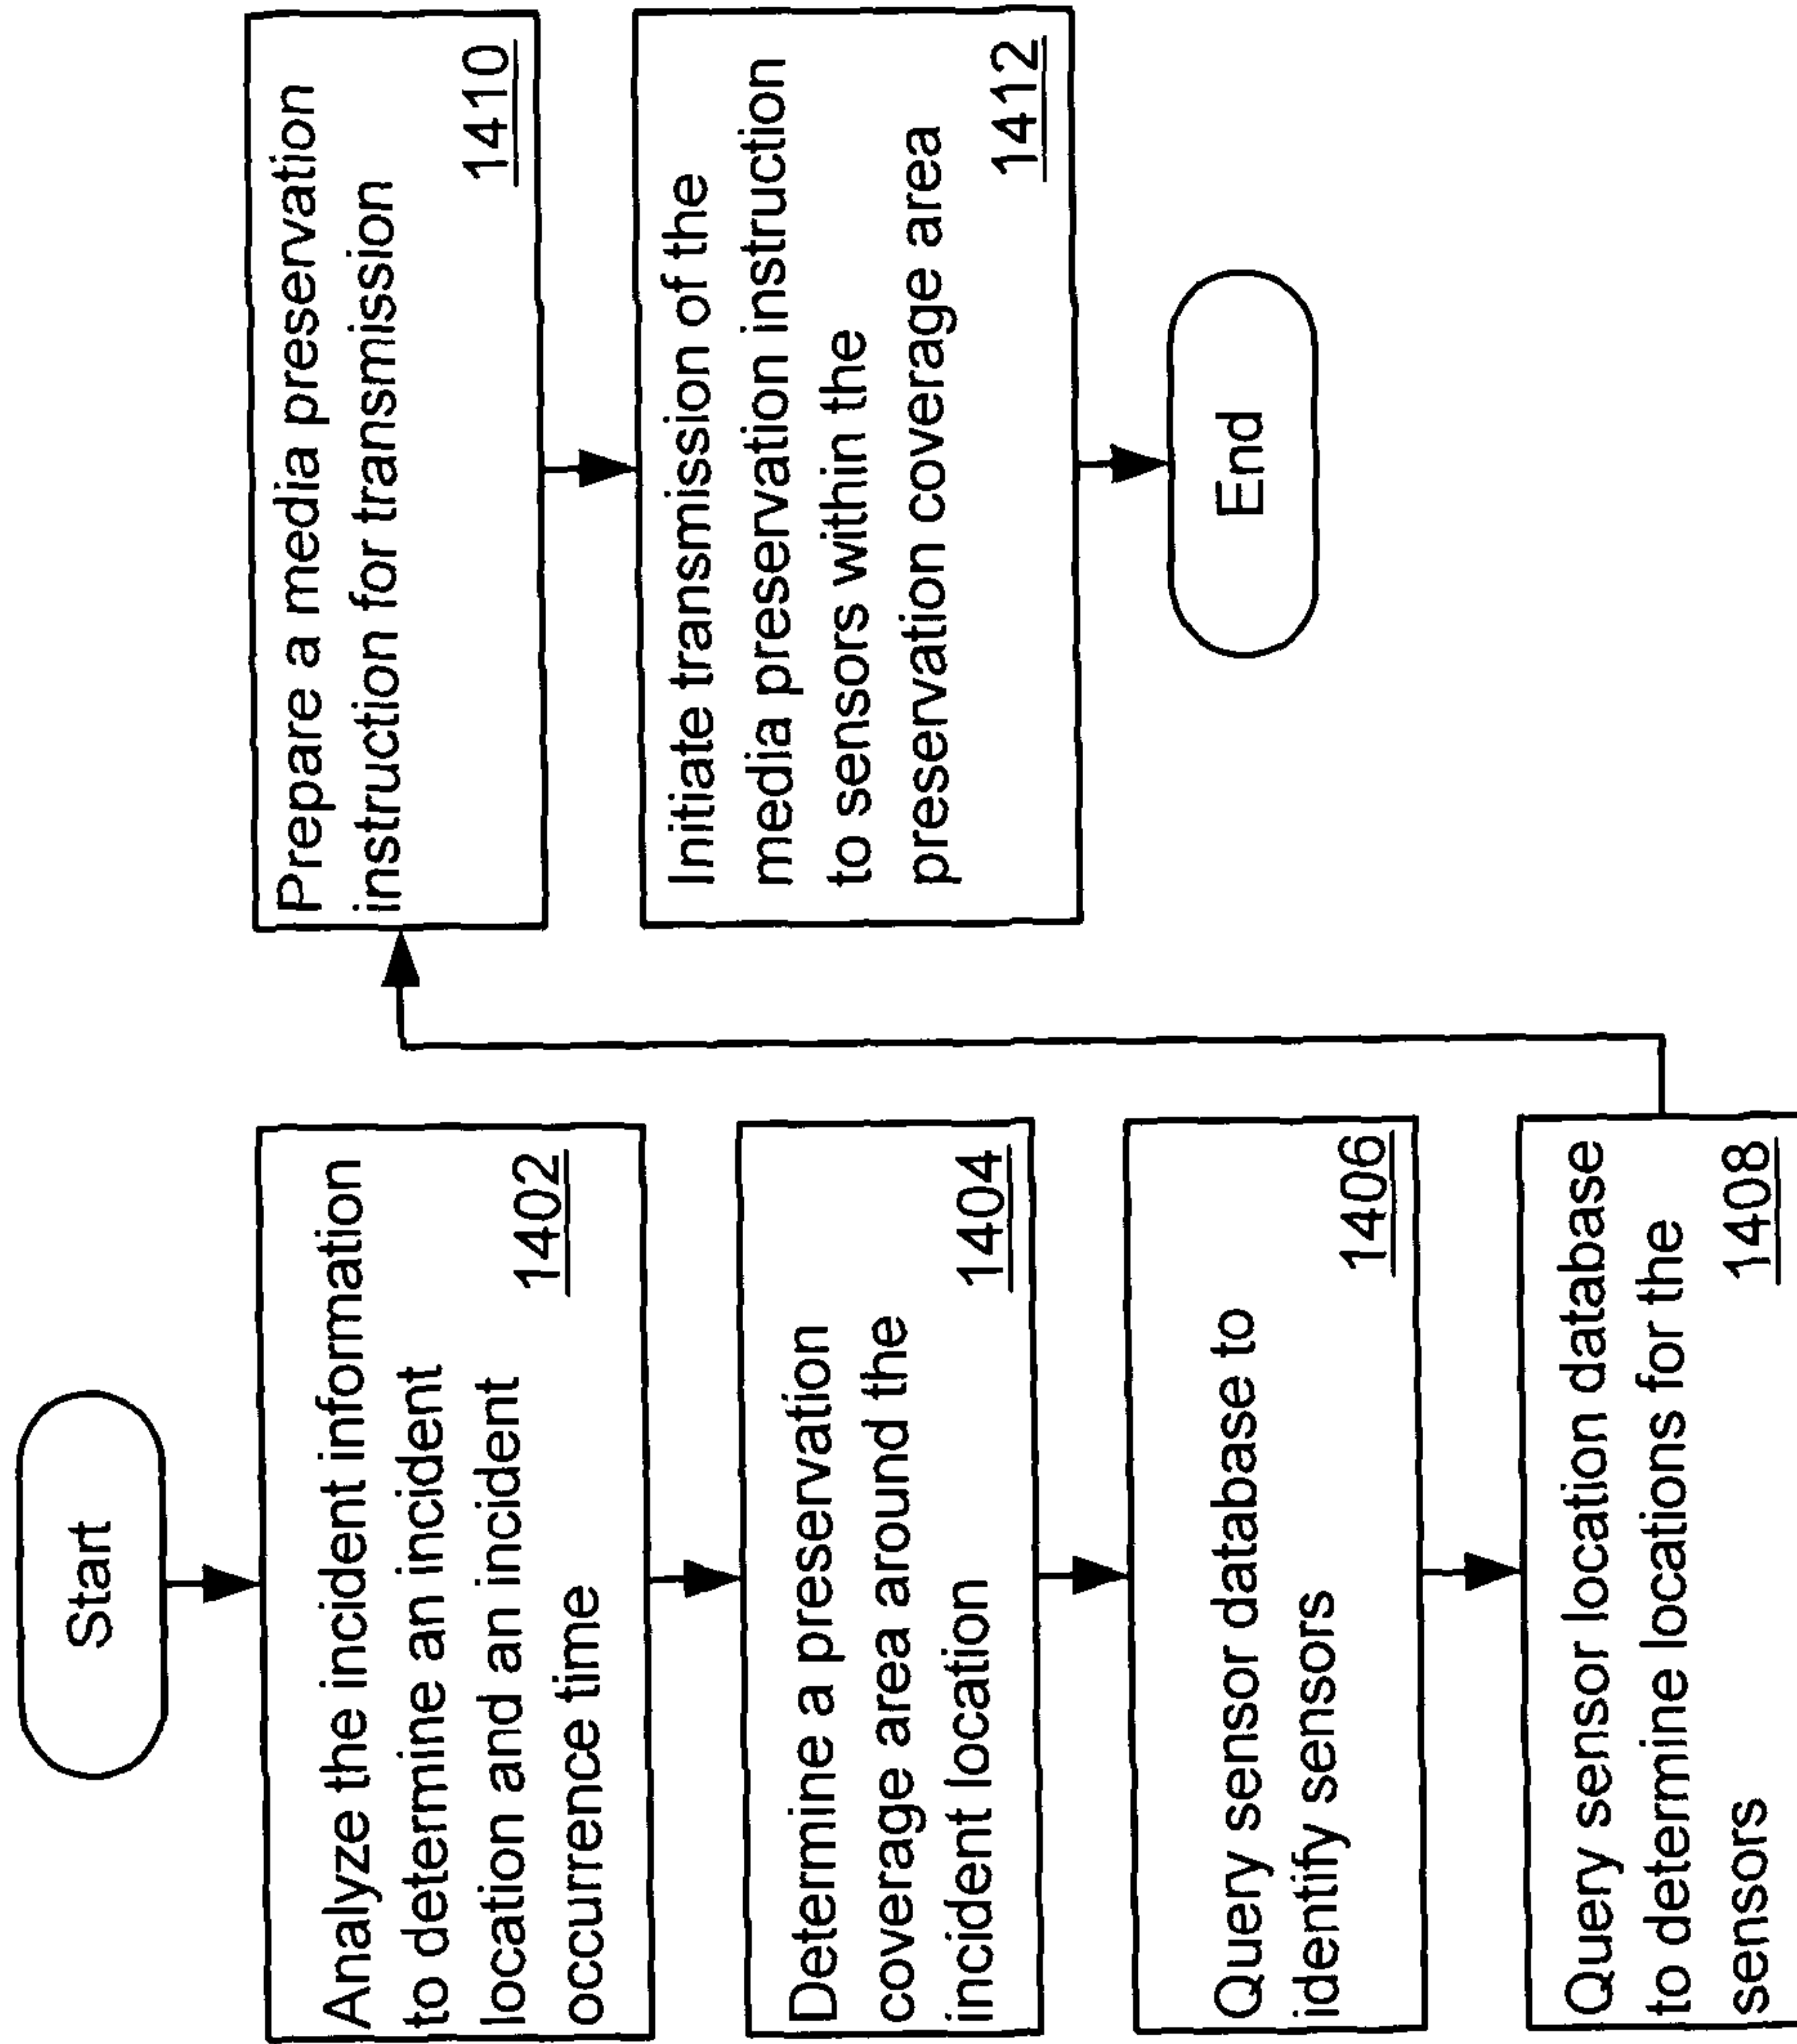 Start
Analyze the incident information
to determine an incident
location and an incident
occurrence time
1402
Determine a preservation
coverage area around the
incident location
1404
Query sensor database to
identify sensors
1406
Query sensor location database
to determine locations for the
sensors
1408
Prepare a media preservation
instruction for transmission
1410
Initiate transmission of the
media preservation instruction
to sensors within the
preservation coverage area
1412
End